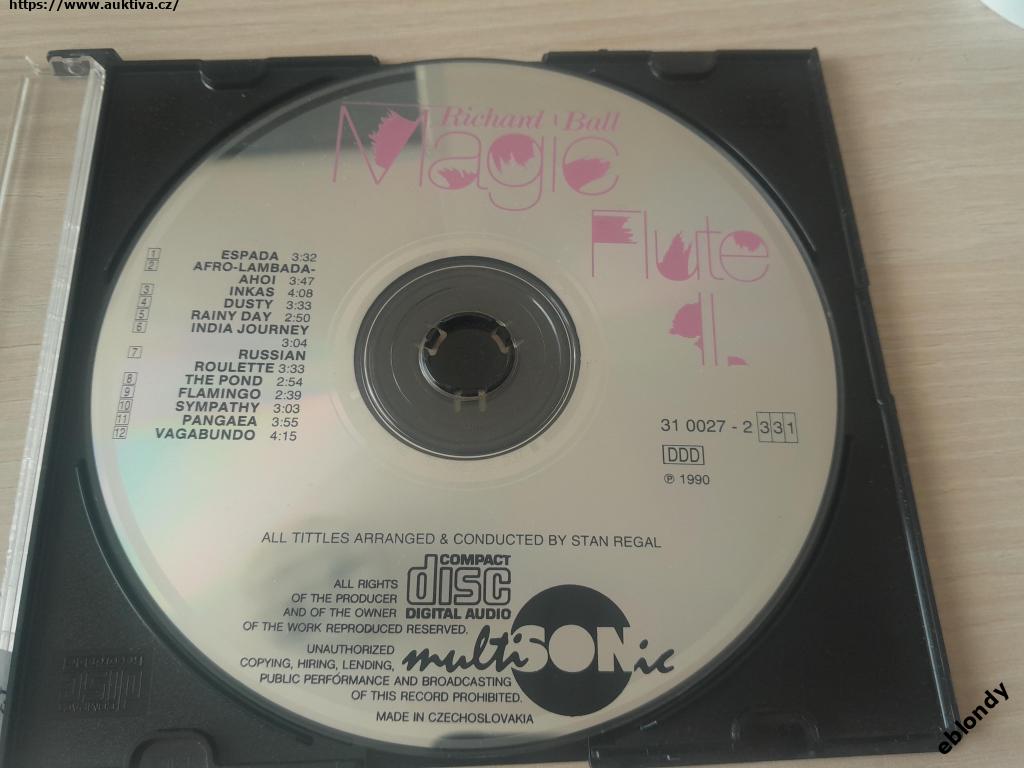 https://www.auktiva.cz/
Richard Ball
Magic
Flute
1 ESPADA 3:32
2 AFRO-LAMBADA-
AHOI 3:47
3 INKAS 4:08
4 DUSTY 3:33
5 RAINY DAY 2:50
6 INDIA JOURNEY
3:04
7 RUSSIAN
ROULETTE 3:33
8 THE POND 2:54
9 FLAMINGO 2:39
10 SYMPATHY 3:03
11 PANGAEA 3:55
12 VAGABUNDO 4:15
31 0027 - 2 331
DDD
℗ 1990
ALL TITTLES ARRANGED & CONDUCTED BY STAN REGAL
COMPACT
disc
DIGITAL AUDIO
ALL RIGHTS
OF THE PRODUCER
AND OF THE OWNER
OF THE WORK REPRODUCED RESERVED.
UNAUTHORIZED
COPYING, HIRING, LENDING,
PUBLIC PERFORMANCE AND BROADCASTING
OF THIS RECORD PROHIBITED.
multiSONic
MADE IN CZECHOSLOVAKIA
eblondy